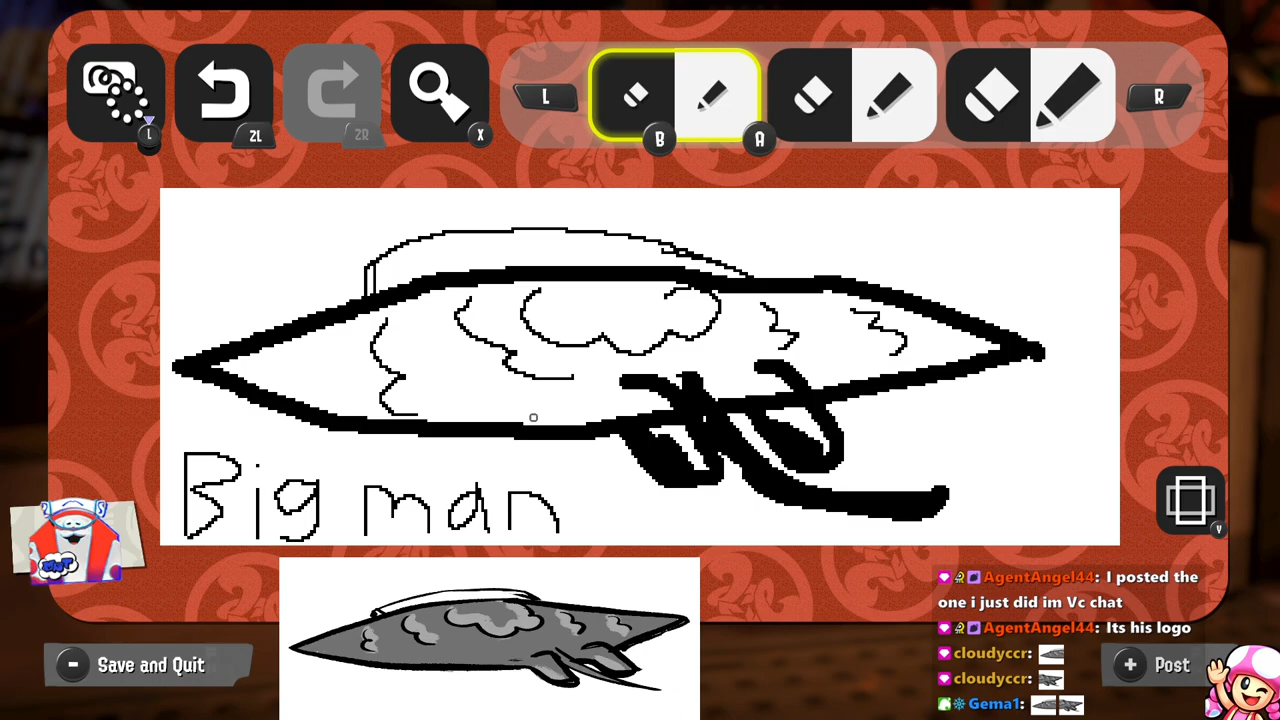 L
ZL
ZR
X
L
B
A
R
Big man
Y
AgentAngel44: I posted the
one i just did im Vc chat
AgentAngel44: Its his logo
cloudyccr:
cloudyccr:
Gema1:
- Save and Quit
+ Post